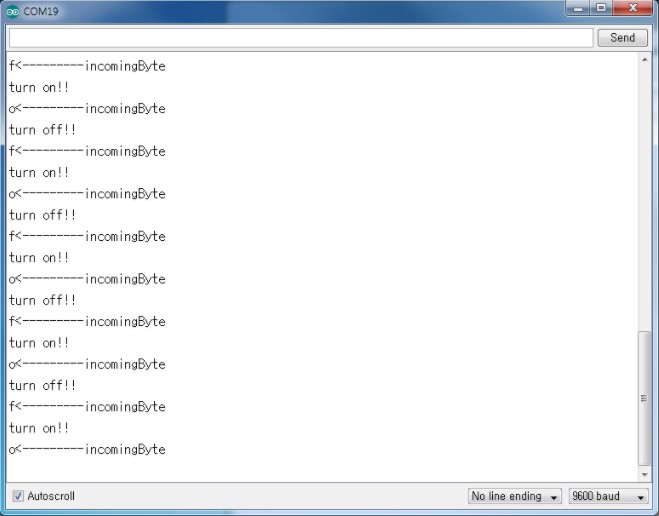 COM19
Send
f<---------incomingByte
turn on!!
o<---------incomingByte
turn off!!
f<---------incomingByte
turn on!!
o<---------incomingByte
turn off!!
f<---------incomingByte
turn on!!
o<---------incomingByte
turn off!!
f<---------incomingByte
turn on!!
o<---------incomingByte
turn off!!
f<---------incomingByte
turn on!!
o<---------incomingByte
Autoscroll
No line ending
9600 baud